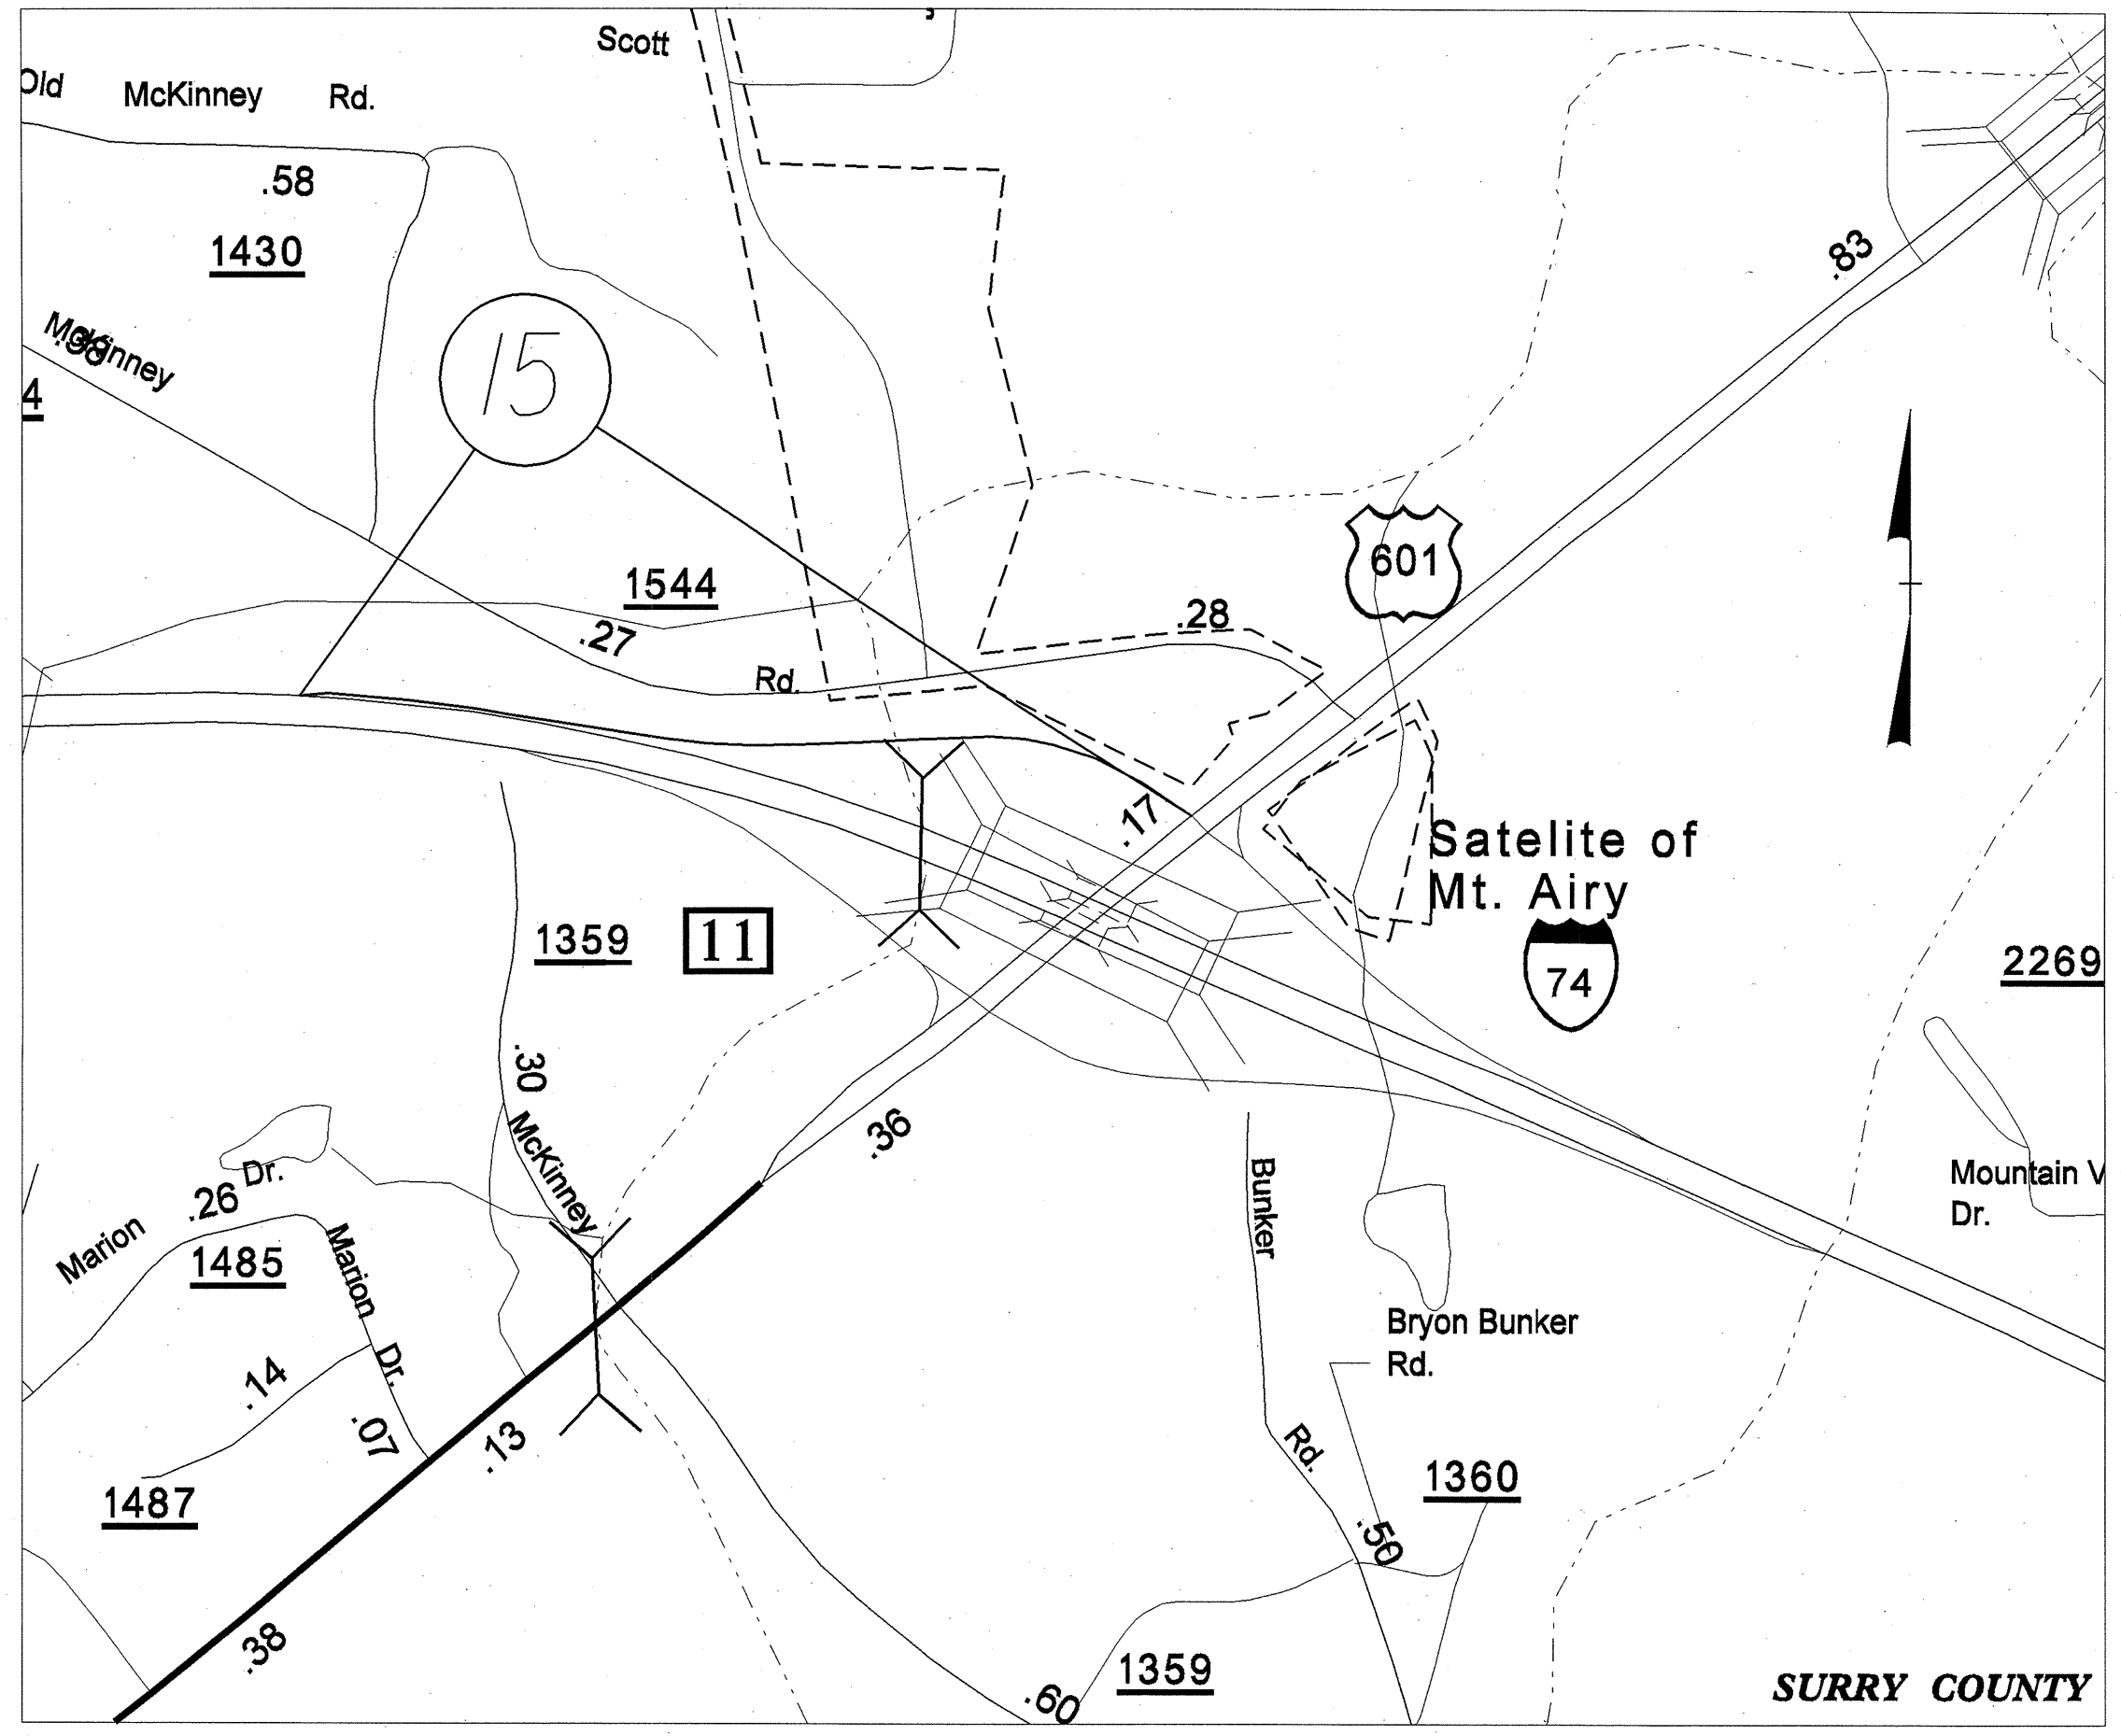 Scott
Old McKinney Rd.
.58
1430
.83
McKinney
.38
15
4
601
1544
.27
.28
Rd.
.17
Satelite of
Mt. Airy
1359
11
74
2269
.30
McKinney
.36
Bunker
Mountain V
Dr.
Marion
.26
Dr.
1485
Marion
Dr.
Bryon Bunker
Rd.
.14
.07
.13
Rd.
1360
1487
.50
.38
1359
.60
SURRY COUNTY